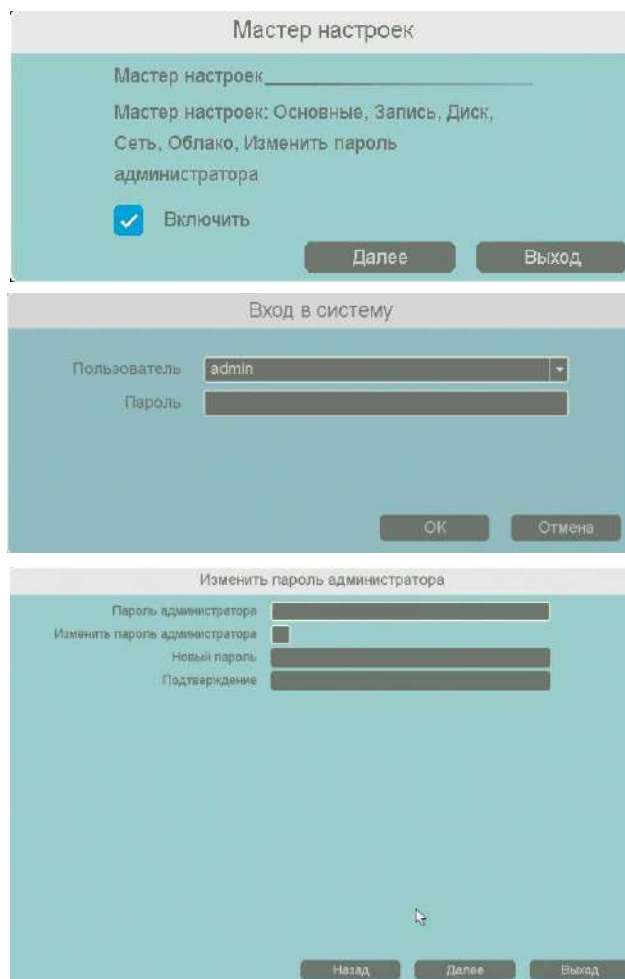 Мастер настроек
Мастер настроек
Мастер настроек: Основные, Запись, Диск,
Сеть, Облако, Изменить пароль
администратора
Включить
Далее Выход
Вход в систему
Пользователь admin
Пароль
OK Отмена
Изменить пароль администратора
Пароль администратора
Изменить пароль администратора
Новый пароль
Подтверждение
Назад Далее Выход